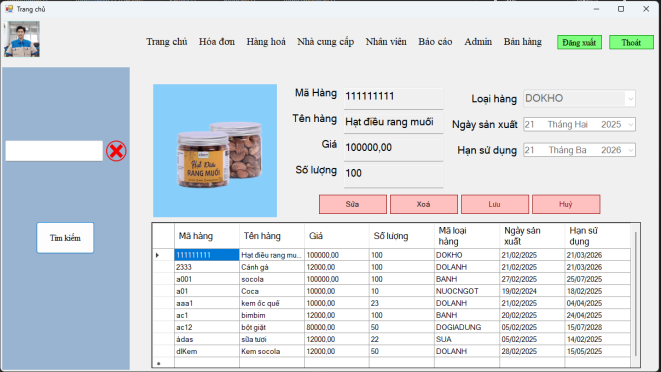 Trang chủ
Trang chủ Hóa đơn Hàng hoá Nhà cung cấp Nhân viên Báo cáo Admin Bán hàng Đăng xuất Thoát
Mã Hàng 111111111 Loại hàng DOKHO
Tên hàng Hạt điều rang muối Ngày sản xuất 21 Tháng Hai 2025
Giá 100000,00 Hạn sử dụng 21 Tháng Ba 2026
Số lượng 100
Hạt Điều
RANG MUỐI
Sửa Xoá Lưu Huỷ
Tìm kiếm
Mã hàng Tên hàng Giá Số lượng Mã loại hàng Ngày sản xuất Hạn sử dụng
111111111 Hạt điều rang mu... 100000,00 100 DOKHO 21/02/2025 21/03/2026
2333 Cánh gà 12000,00 100 DOLANH 21/02/2025 21/03/2026
a001 socola 100000,00 100 BANH 27/02/2025 25/07/2025
a01 Coca 10000,00 10 NUOCNGOT 19/02/2024 18/02/2025
aaa1 kem ốc quế 10000,00 23 DOLANH 21/02/2025 04/04/2025
ac1 bimbim 12000,00 100 BANH 20/02/2025 24/04/2025
ac12 bột giặt 80000,00 50 DOGIADUNG 05/02/2025 15/07/2028
ádas sữa tươi 12000,00 22 SUA 05/02/2025 14/02/2025
dlKem Kem socola 12000,00 50 DOLANH 28/02/2025 15/05/2025